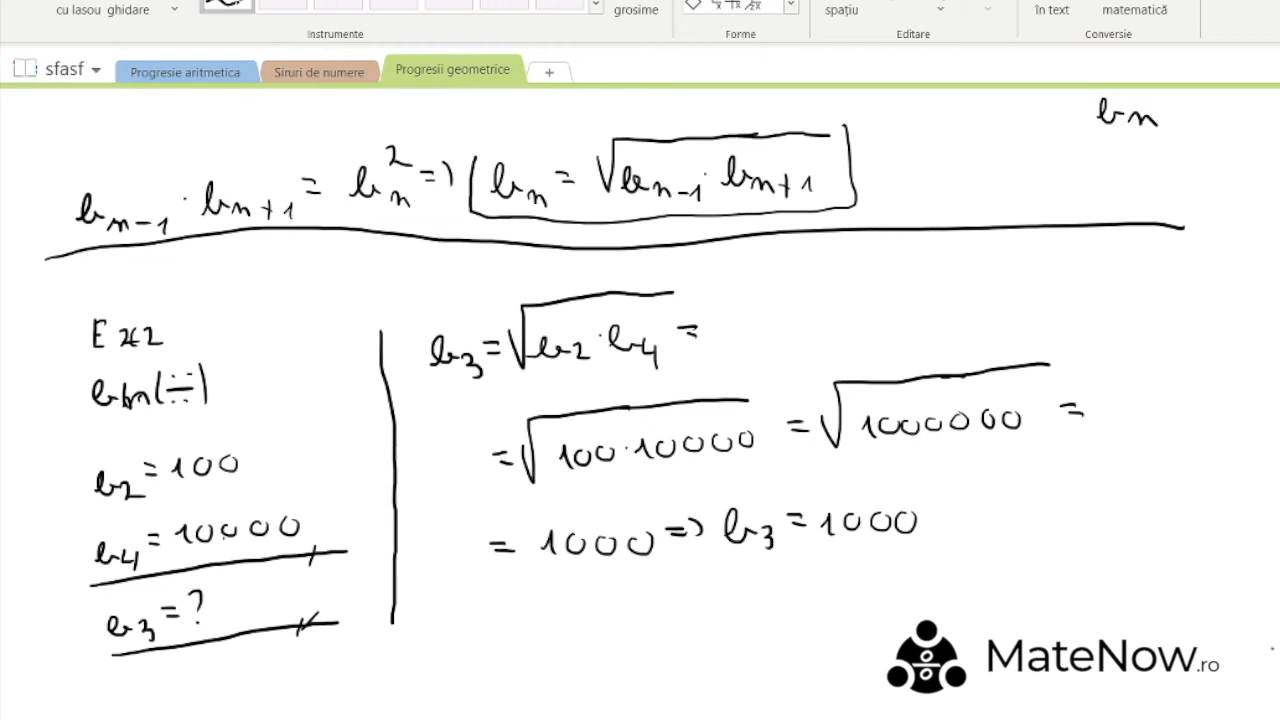 cu lasou ghidare grosime spațiu în text matematică
Instrumente Forme Editare Conversie
sfasf Progresie aritmetica Siruri de numere Progresii geometrice +
bn
bn-1 · bn+1 = bn² => bn = √(bn-1 · bn+1)
Ex2
bn(÷)
b2 = 100
b4 = 10000
b3 = ?
b3 = √(b2 · b4) =
= √(100 · 10000) = √(1000000) =
= 1000 => b3 = 1000
MateNow.ro